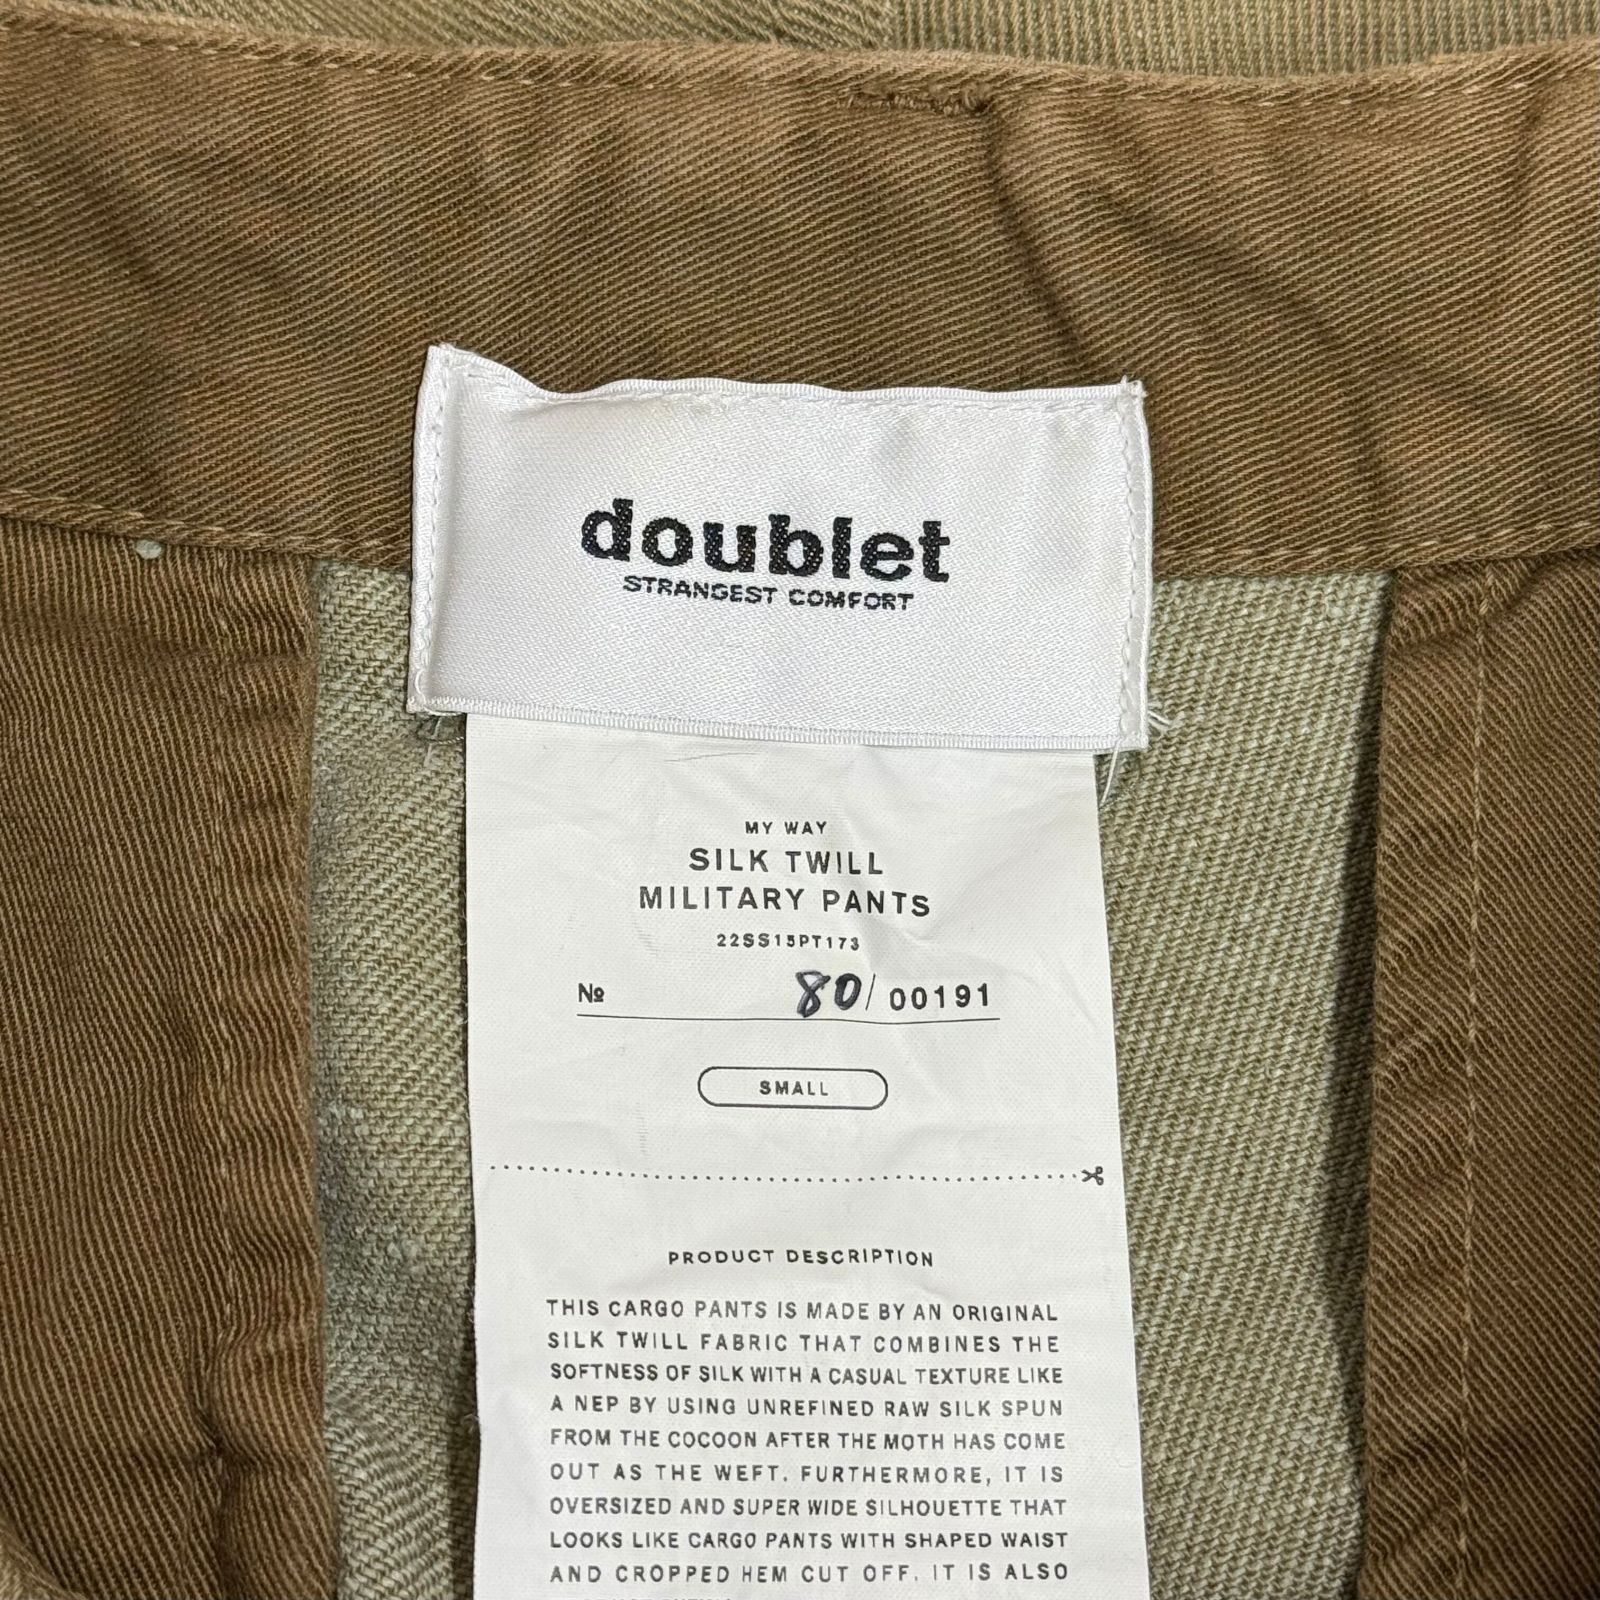 doublet
STRANGEST COMFORT
MY WAY
SILK TWILL
MILITARY PANTS
22SS15PT173
№ 80/00191
SMALL
PRODUCT DESCRIPTION
THIS CARGO PANTS IS MADE BY AN ORIGINAL
SILK TWILL FABRIC THAT COMBINES THE
SOFTNESS OF SILK WITH A CASUAL TEXTURE LIKE
A NEP BY USING UNREFINED RAW SILK SPUN
FROM THE COCOON AFTER THE MOTH HAS COME
OUT AS THE WEFT. FURTHERMORE, IT IS
OVERSIZED AND SUPER WIDE SILHOUETTE THAT
LOOKS LIKE CARGO PANTS WITH SHAPED WAIST
AND CROPPED HEM CUT OFF. IT IS ALSO